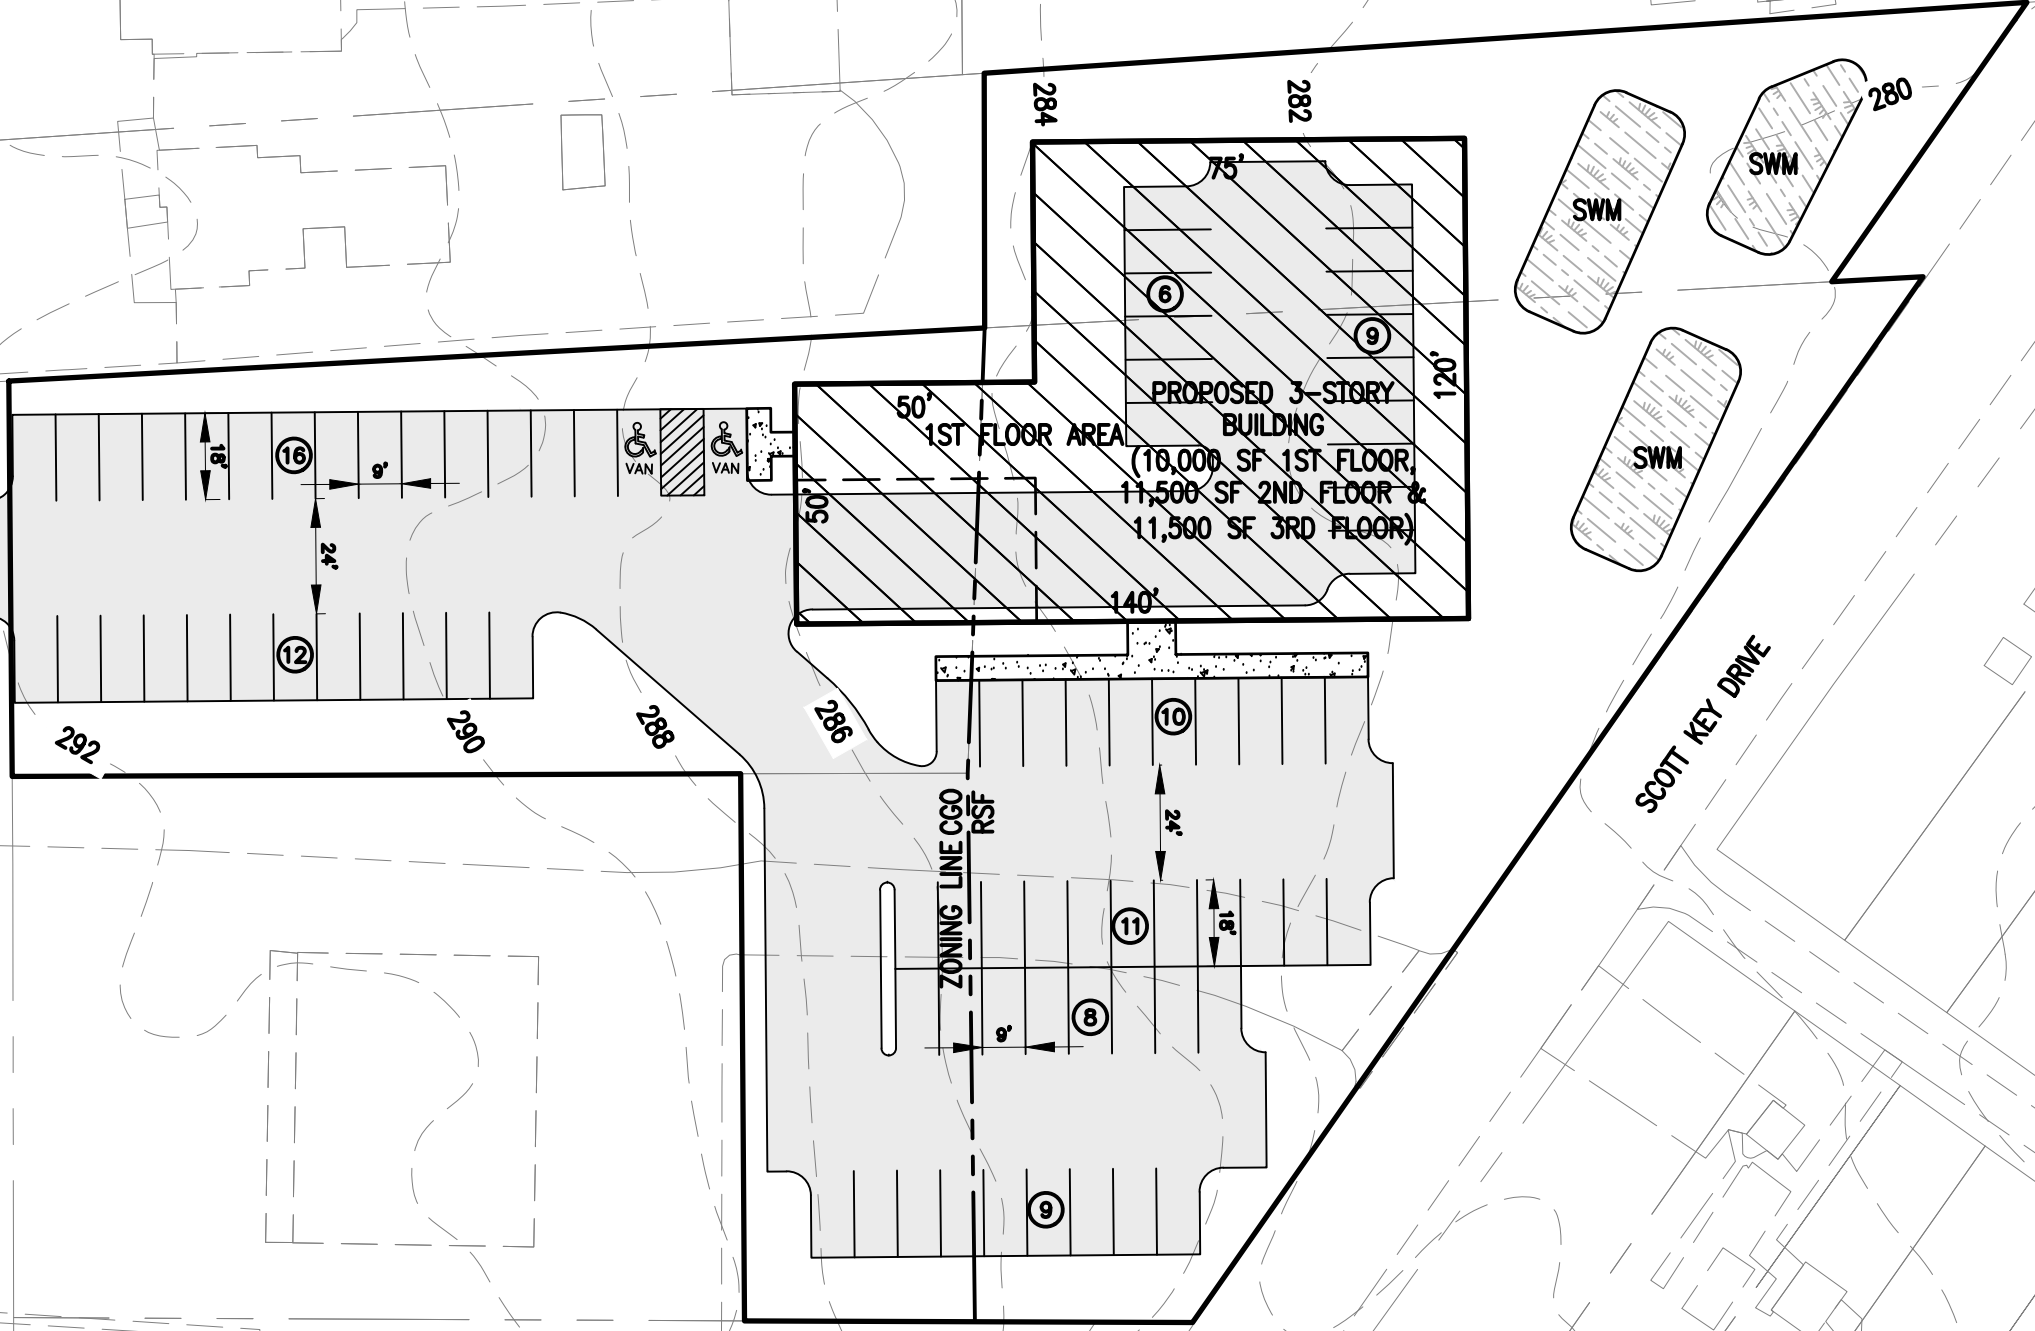 284
282
280
SWM
SWM
SWM
75'
6
9
120'
50'
1ST FLOOR AREA
PROPOSED 3-STORY
BUILDING
(10,000 SF 1ST FLOOR,
11,500 SF 2ND FLOOR &
11,500 SF 3RD FLOOR)
50'
140'
18'
16
9'
VAN
VAN
24'
12
292
290
288
286
10
24'
ZONING LINE CGO
RSF
11
18'
8
9'
9
SCOTT KEY DRIVE